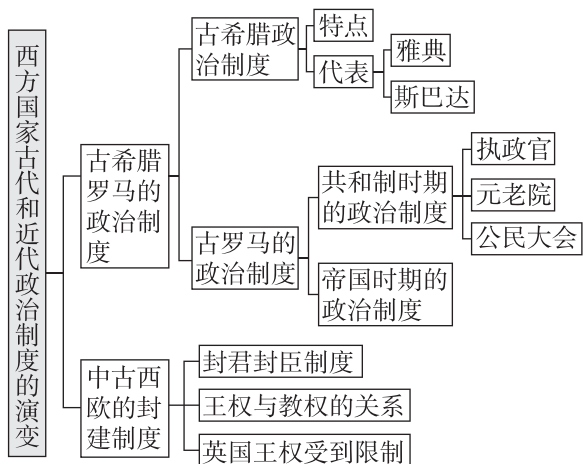 西方国家古代和近代政治制度的演变
古希腊
罗马的
政治制
度
古希腊政
治制度
特点
代表
雅典
斯巴达
古罗马的
政治制度
共和制时期
的政治制度
执政官
元老院
公民大会
帝国时期的
政治制度
中古西
欧的封
建制度
封君封臣制度
王权与教权的关系
英国王权受到限制